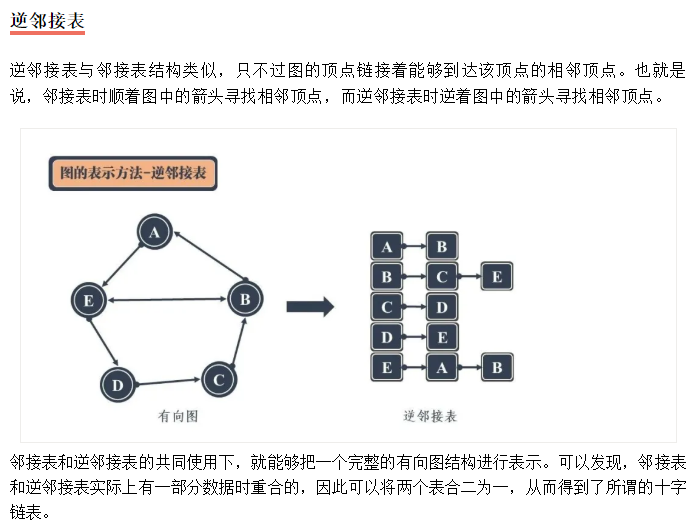 逆邻接表
逆邻接表与邻接表结构类似，只不过图的顶点链接着能够到达该顶点的相邻顶点。也就是
说，邻接表时顺着图中的箭头寻找相邻顶点，而逆邻接表时逆着图中的箭头寻找相邻顶点。
图的表示方法-逆邻接表
A
E
B
D
C
有向图
A B
B C E
C D
D E
E A B
逆邻接表
邻接表和逆邻接表的共同使用下，就能够把一个完整的有向图结构进行表示。可以发现，邻接表
和逆邻接表实际上有一部分数据时重合的，因此可以将两个表合二为一，从而得到了所谓的十字
链表。